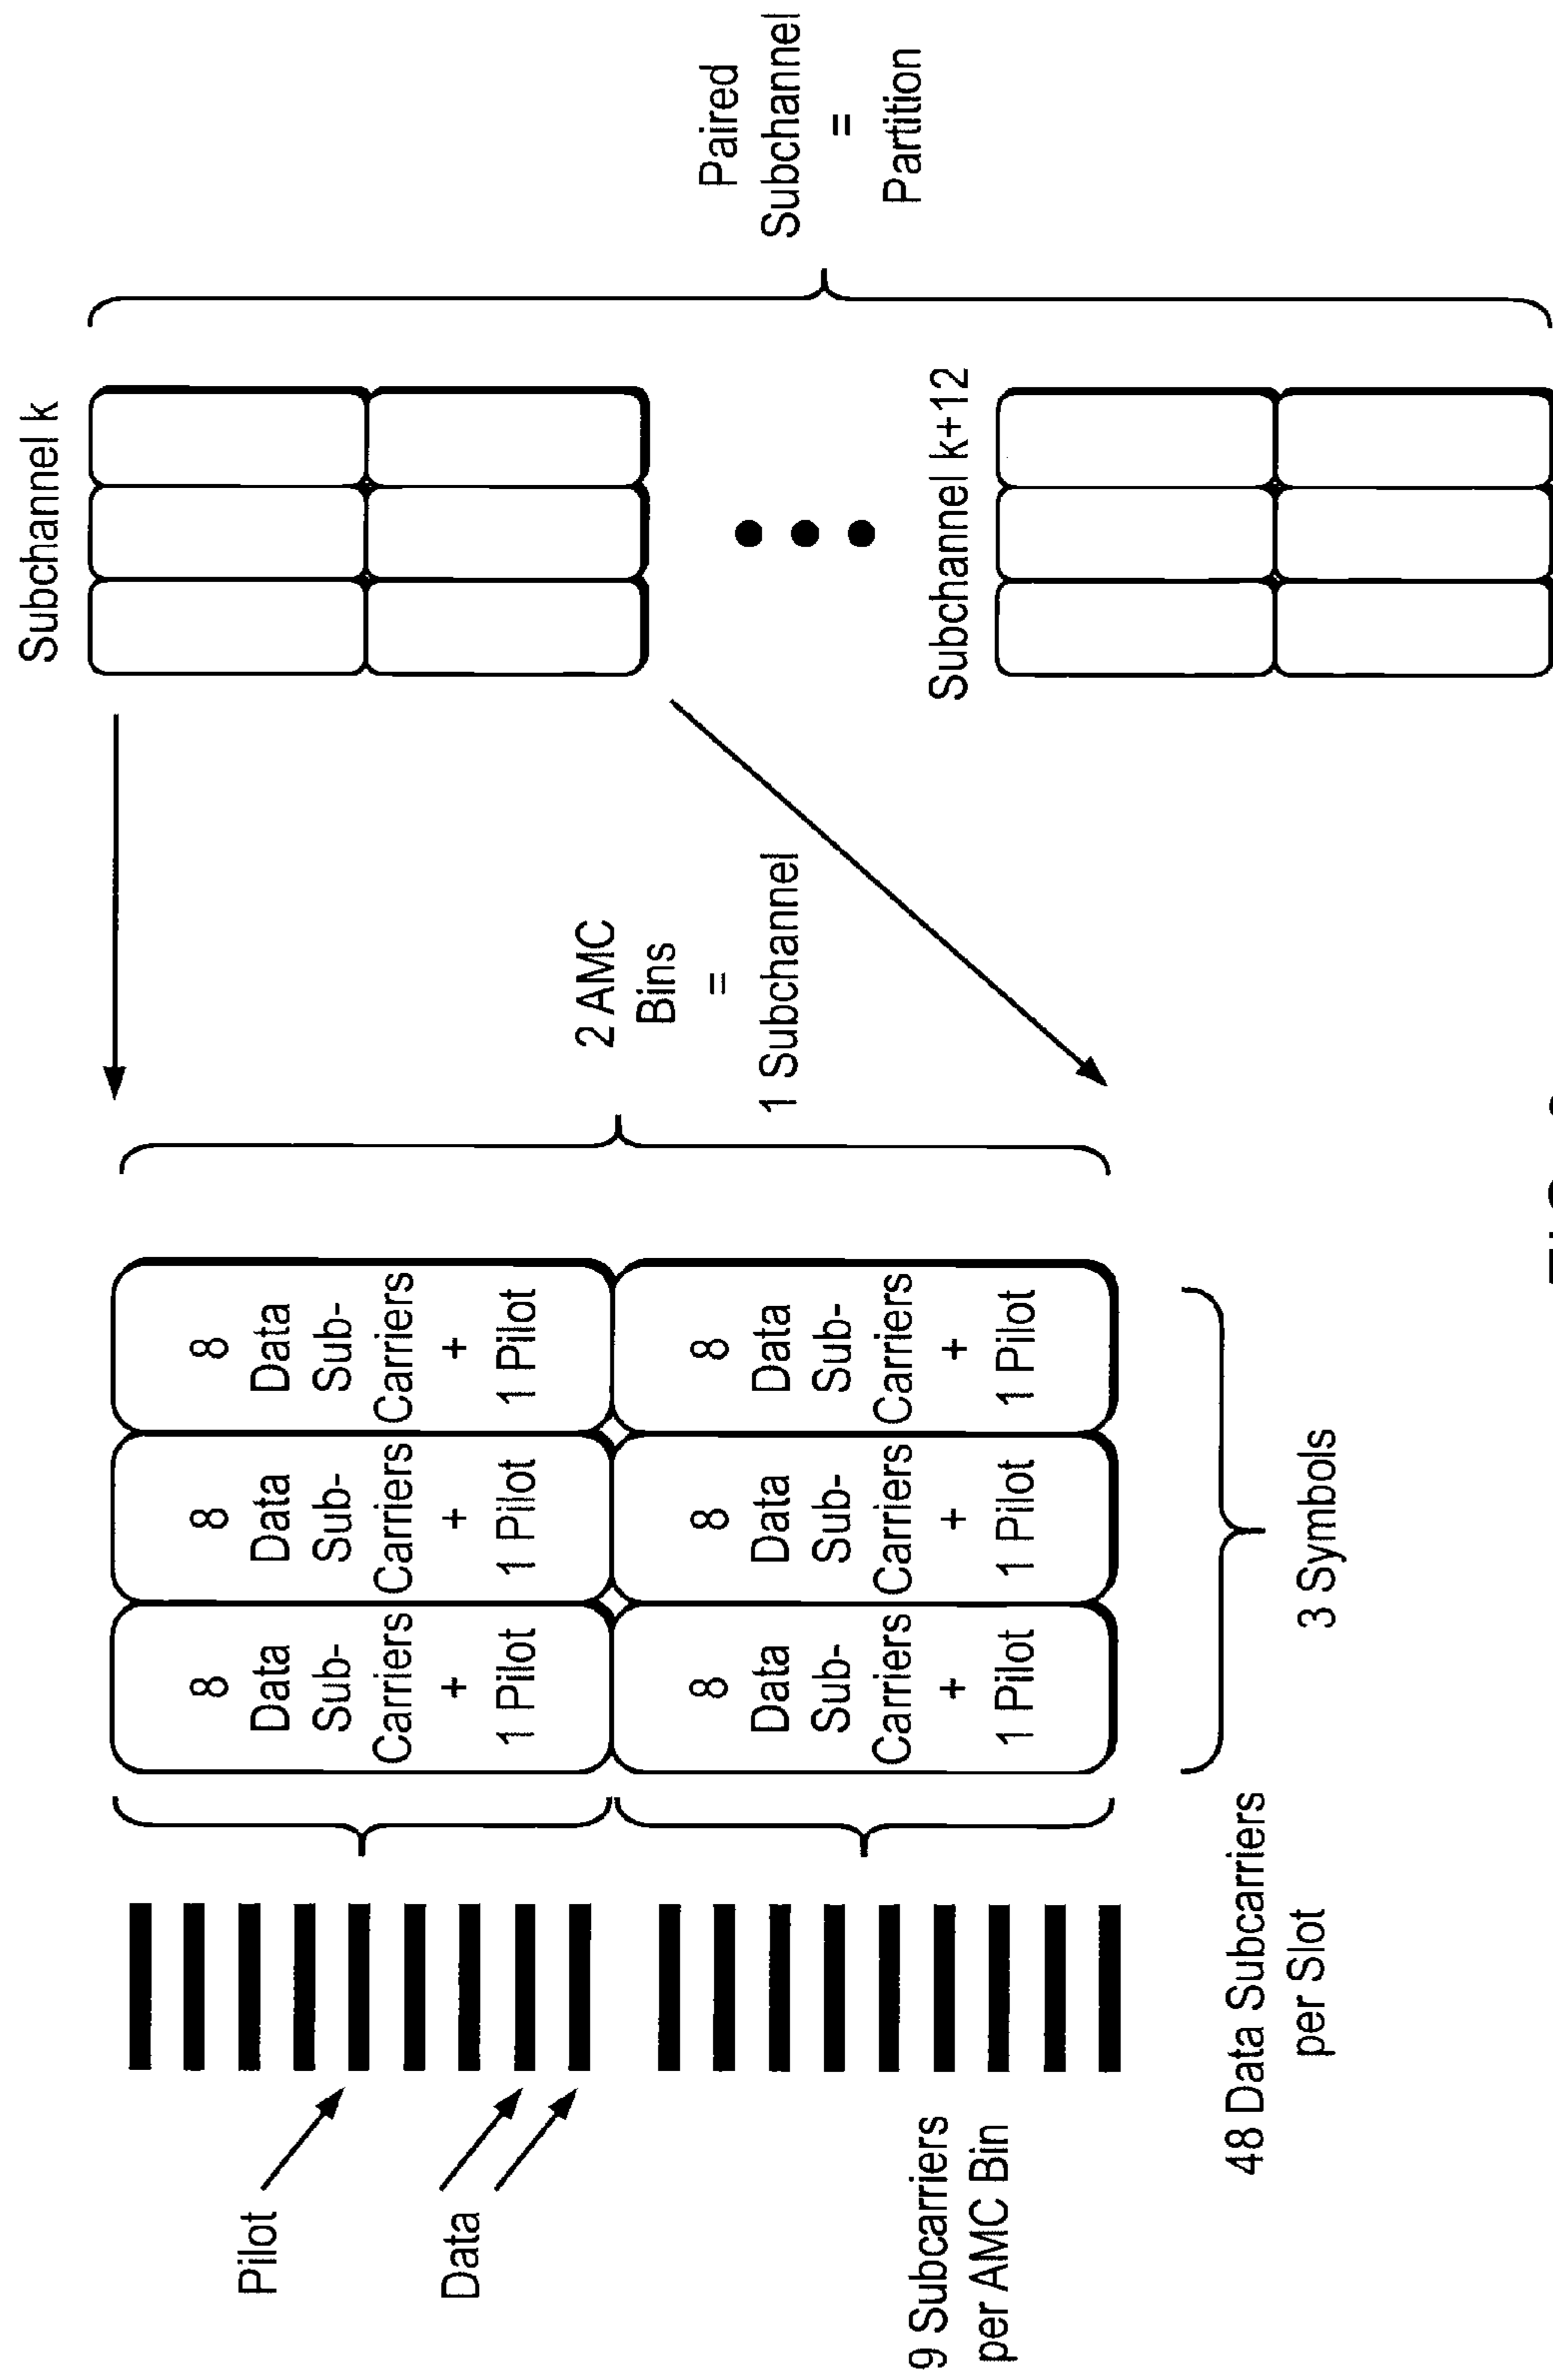 Pilot
Data
9 Subcarriers
per AMC Bin
48 Data Subcarriers
per Slot
8
Data
Sub-
Carriers
+
1 Pilot
8
Data
Sub-
Carriers
+
1 Pilot
8
Data
Sub-
Carriers
+
1 Pilot
8
Data
Sub-
Carriers
+
1 Pilot
8
Data
Sub-
Carriers
+
1 Pilot
8
Data
Sub-
Carriers
+
1 Pilot
3 Symbols
2 AMC
Bins
=
1 Subchannel
Subchannel k
Subchannel k+12
Paired
Subchannel
=
Partition